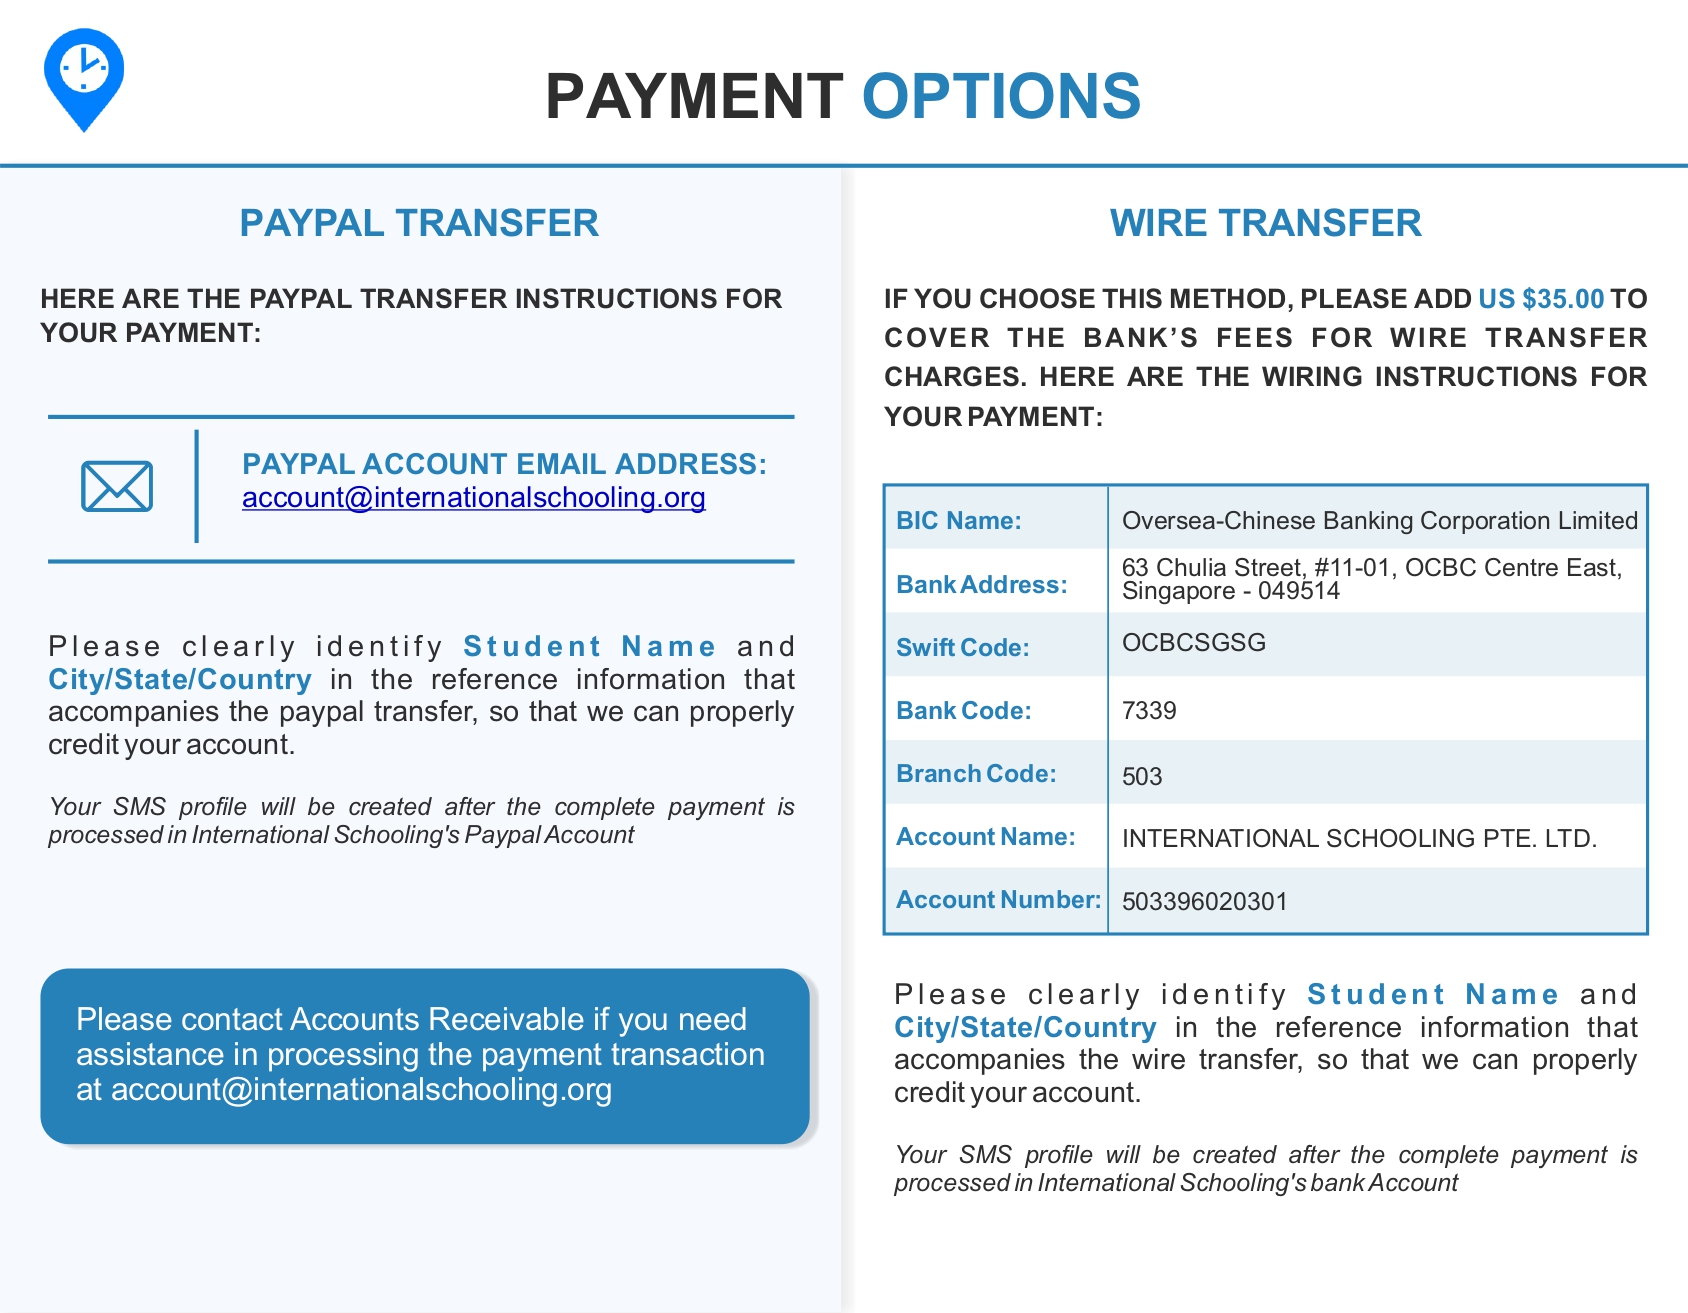 PAYMENT OPTIONS
PAYPAL TRANSFER
HERE ARE THE PAYPAL TRANSFER INSTRUCTIONS FOR
YOUR PAYMENT:
PAYPAL ACCOUNT EMAIL ADDRESS:
account@internationalschooling.org
Please clearly identify Student Name and
City/State/Country in the reference information that
accompanies the paypal transfer, so that we can properly
credit your account.
Your SMS profile will be created after the complete payment is
processed in International Schooling's Paypal Account
Please contact Accounts Receivable if you need
assistance in processing the payment transaction
at account@internationalschooling.org
WIRE TRANSFER
IF YOU CHOOSE THIS METHOD, PLEASE ADD US $35.00 TO
COVER THE BANK’S FEES FOR WIRE TRANSFER
CHARGES. HERE ARE THE WIRING INSTRUCTIONS FOR
YOUR PAYMENT:
BIC Name: Oversea-Chinese Banking Corporation Limited
Bank Address: 63 Chulia Street, #11-01, OCBC Centre East,
Singapore - 049514
Swift Code: OCBCSGSG
Bank Code: 7339
Branch Code: 503
Account Name: INTERNATIONAL SCHOOLING PTE. LTD.
Account Number: 503396020301
Please clearly identify Student Name and
City/State/Country in the reference information that
accompanies the wire transfer, so that we can properly
credit your account.
Your SMS profile will be created after the complete payment is
processed in International Schooling's bank Account